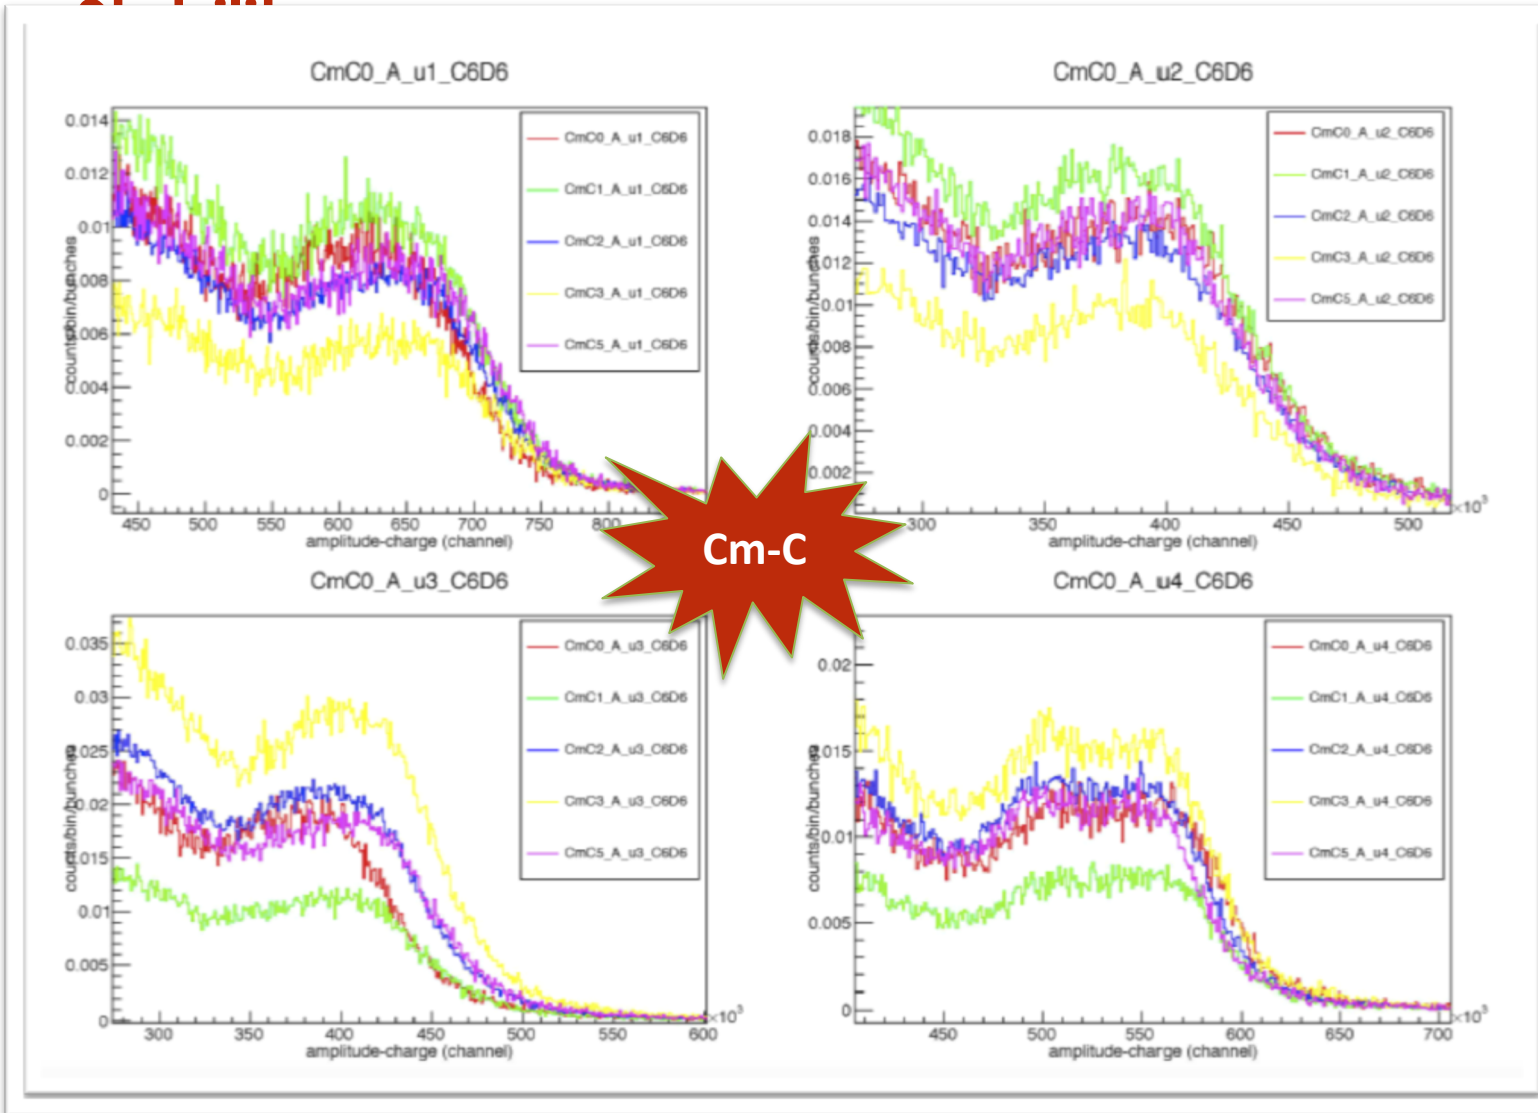 CmC0_A_u1_C6D6
0.014
0.012
0.01
0.008
0.006
0.004
0.002
0
counts/bin/bunches
450 500 550 600 650 700 750 800
amplitude-charge (channel)
CmC0_A_u1_C6D6
CmC1_A_u1_C6D6
CmC2_A_u1_C6D6
CmC3_A_u1_C6D6
CmC5_A_u1_C6D6
CmC0_A_u2_C6D6
0.018
0.016
0.014
0.012
0.01
0.008
0.006
0.004
0.002
counts/bin/bunches
300 350 400 450 500
×10³
amplitude-charge (channel)
CmC0_A_u2_C6D6
CmC1_A_u2_C6D6
CmC2_A_u2_C6D6
CmC3_A_u2_C6D6
CmC5_A_u2_C6D6
Cm-C
CmC0_A_u3_C6D6
0.035
0.03
0.025
0.02
0.015
0.01
0.005
0
counts/bin/bunches
300 350 400 450 500 550 600
×10³
amplitude-charge (channel)
CmC0_A_u3_C6D6
CmC1_A_u3_C6D6
CmC2_A_u3_C6D6
CmC3_A_u3_C6D6
CmC5_A_u3_C6D6
CmC0_A_u4_C6D6
0.02
0.015
0.01
0.005
0
counts/bin/bunches
450 500 550 600 650 700
×10³
amplitude-charge (channel)
CmC0_A_u4_C6D6
CmC1_A_u4_C6D6
CmC2_A_u4_C6D6
CmC3_A_u4_C6D6
CmC5_A_u4_C6D6